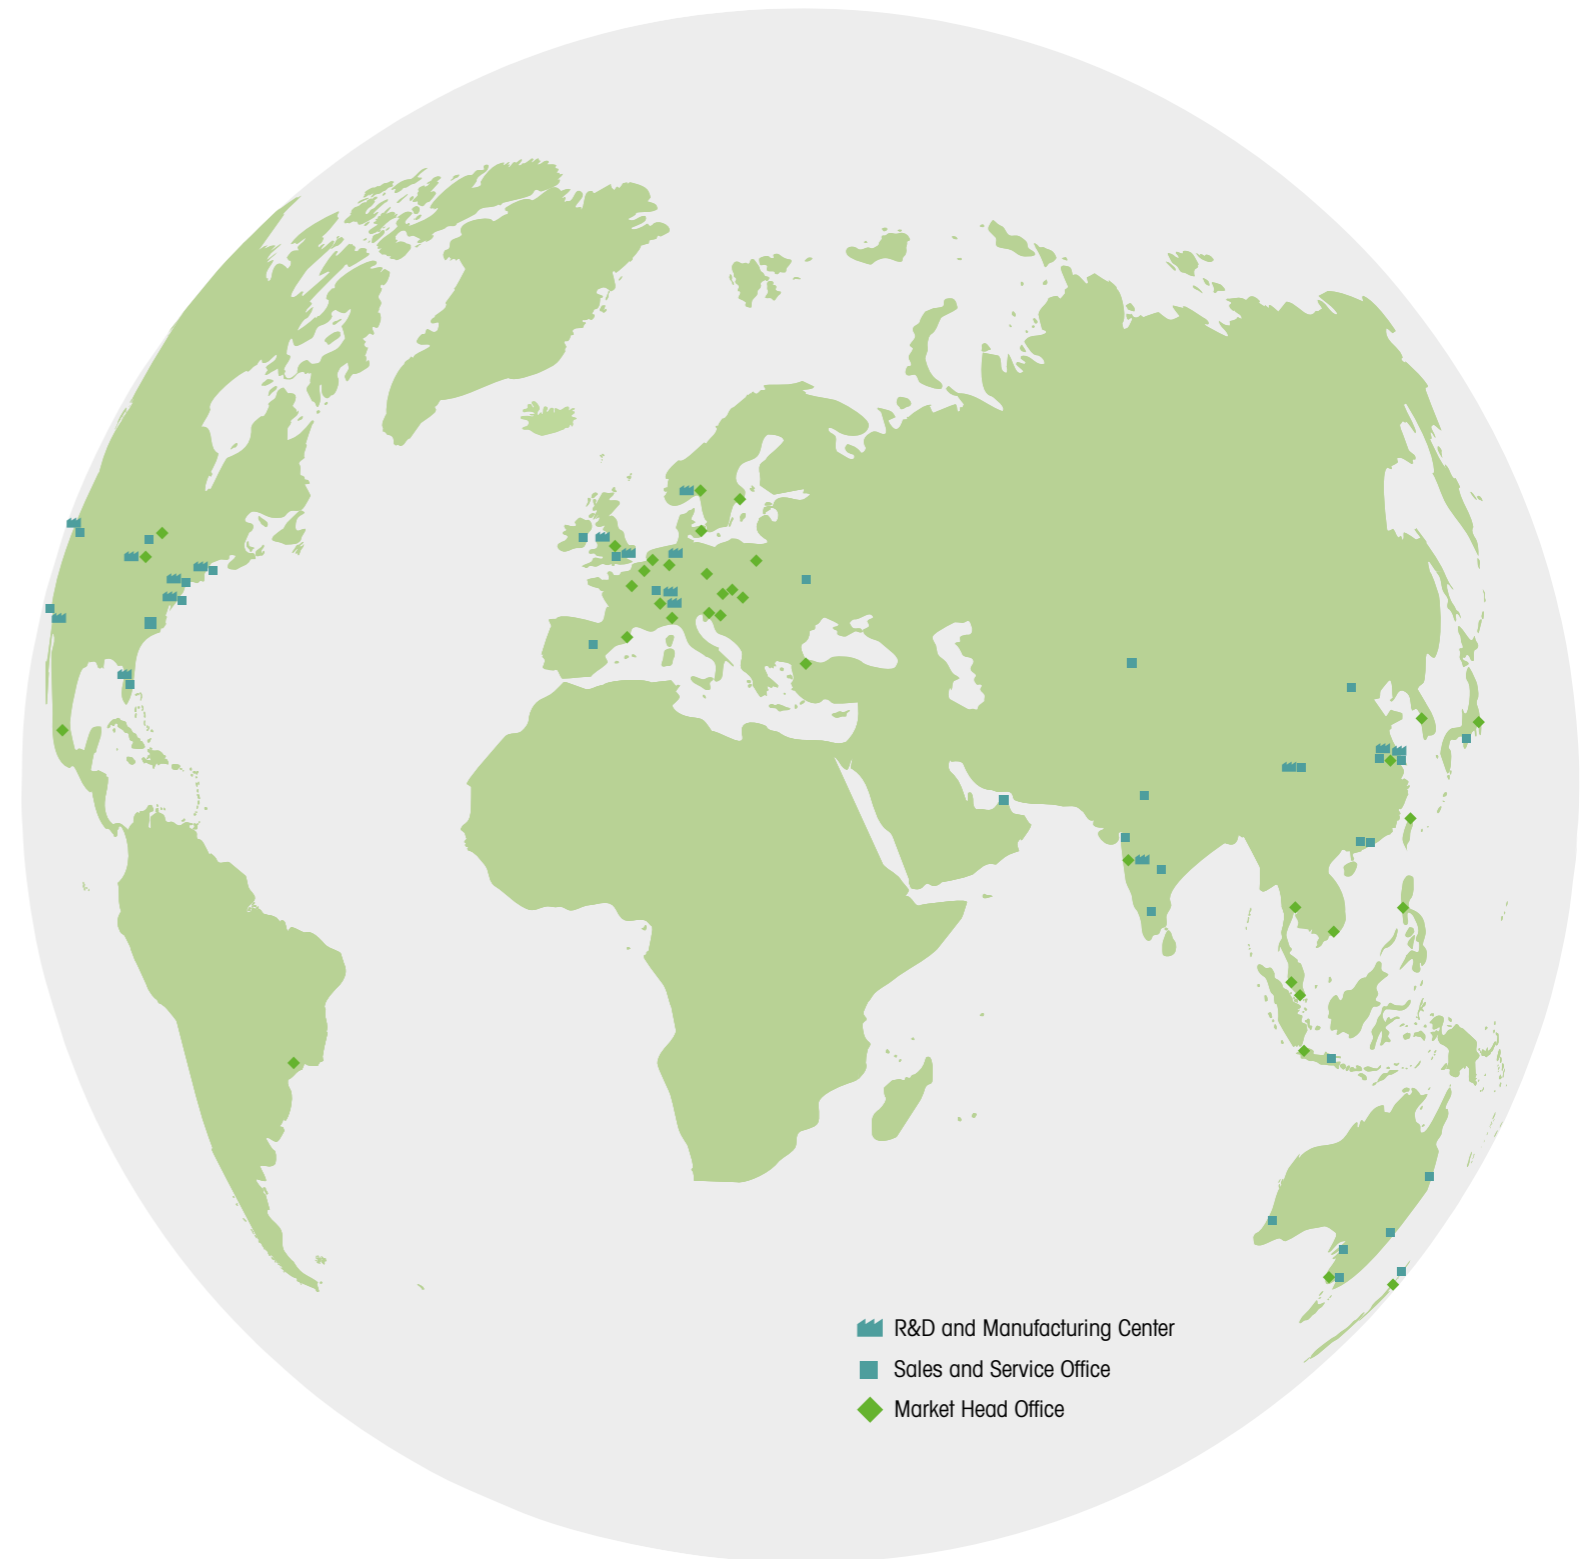 R&D and Manufacturing Center
Sales and Service Office
Market Head Office